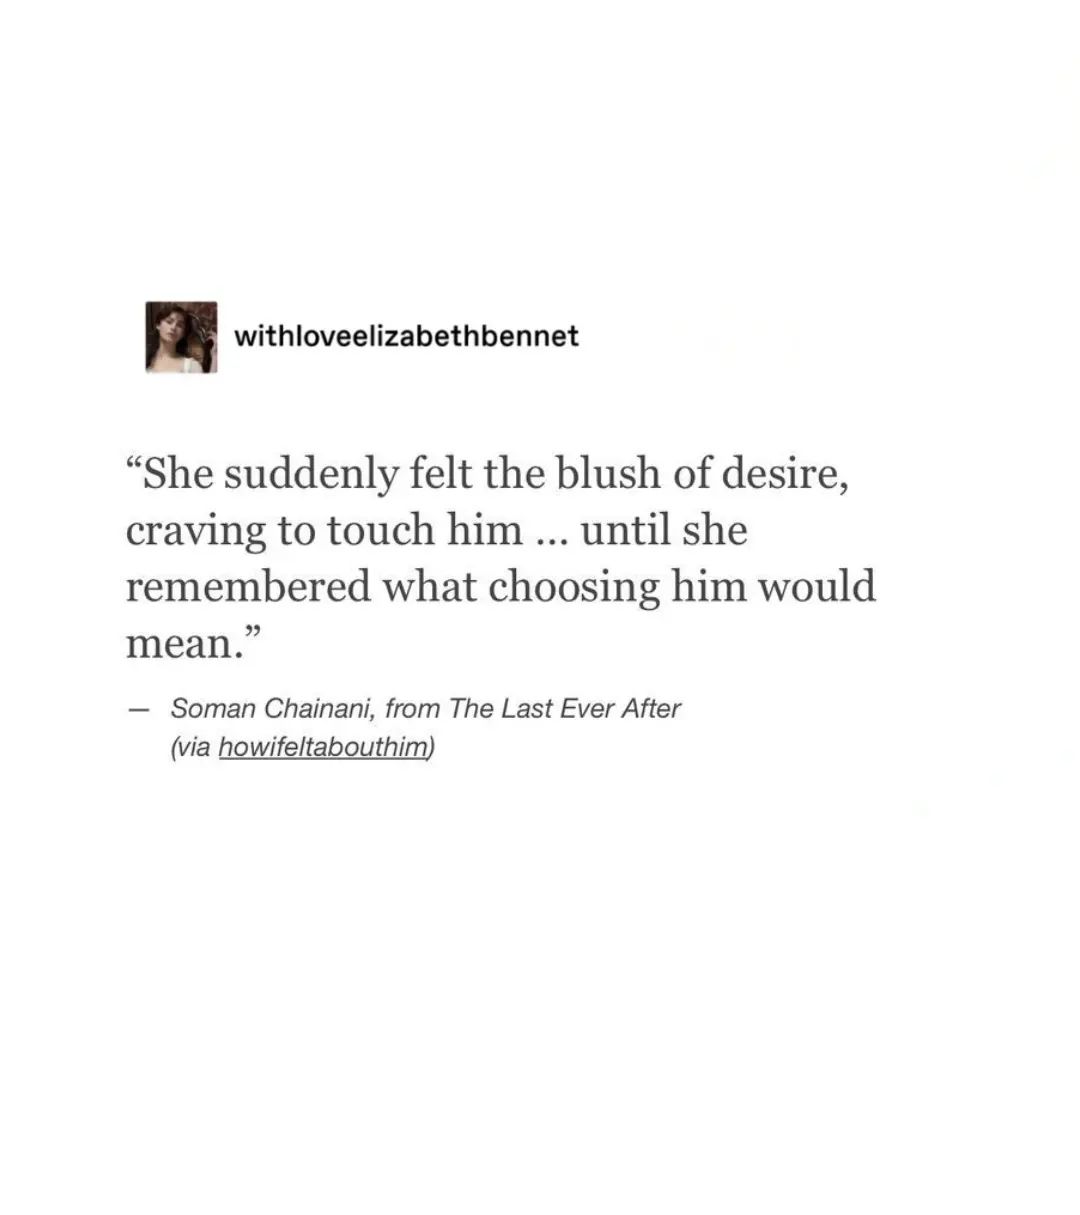 withloveelizabethbennet
“She suddenly felt the blush of desire,
craving to touch him ... until she
remembered what choosing him would
mean.”
— Soman Chainani, from The Last Ever After
(via howifeltabouthim)